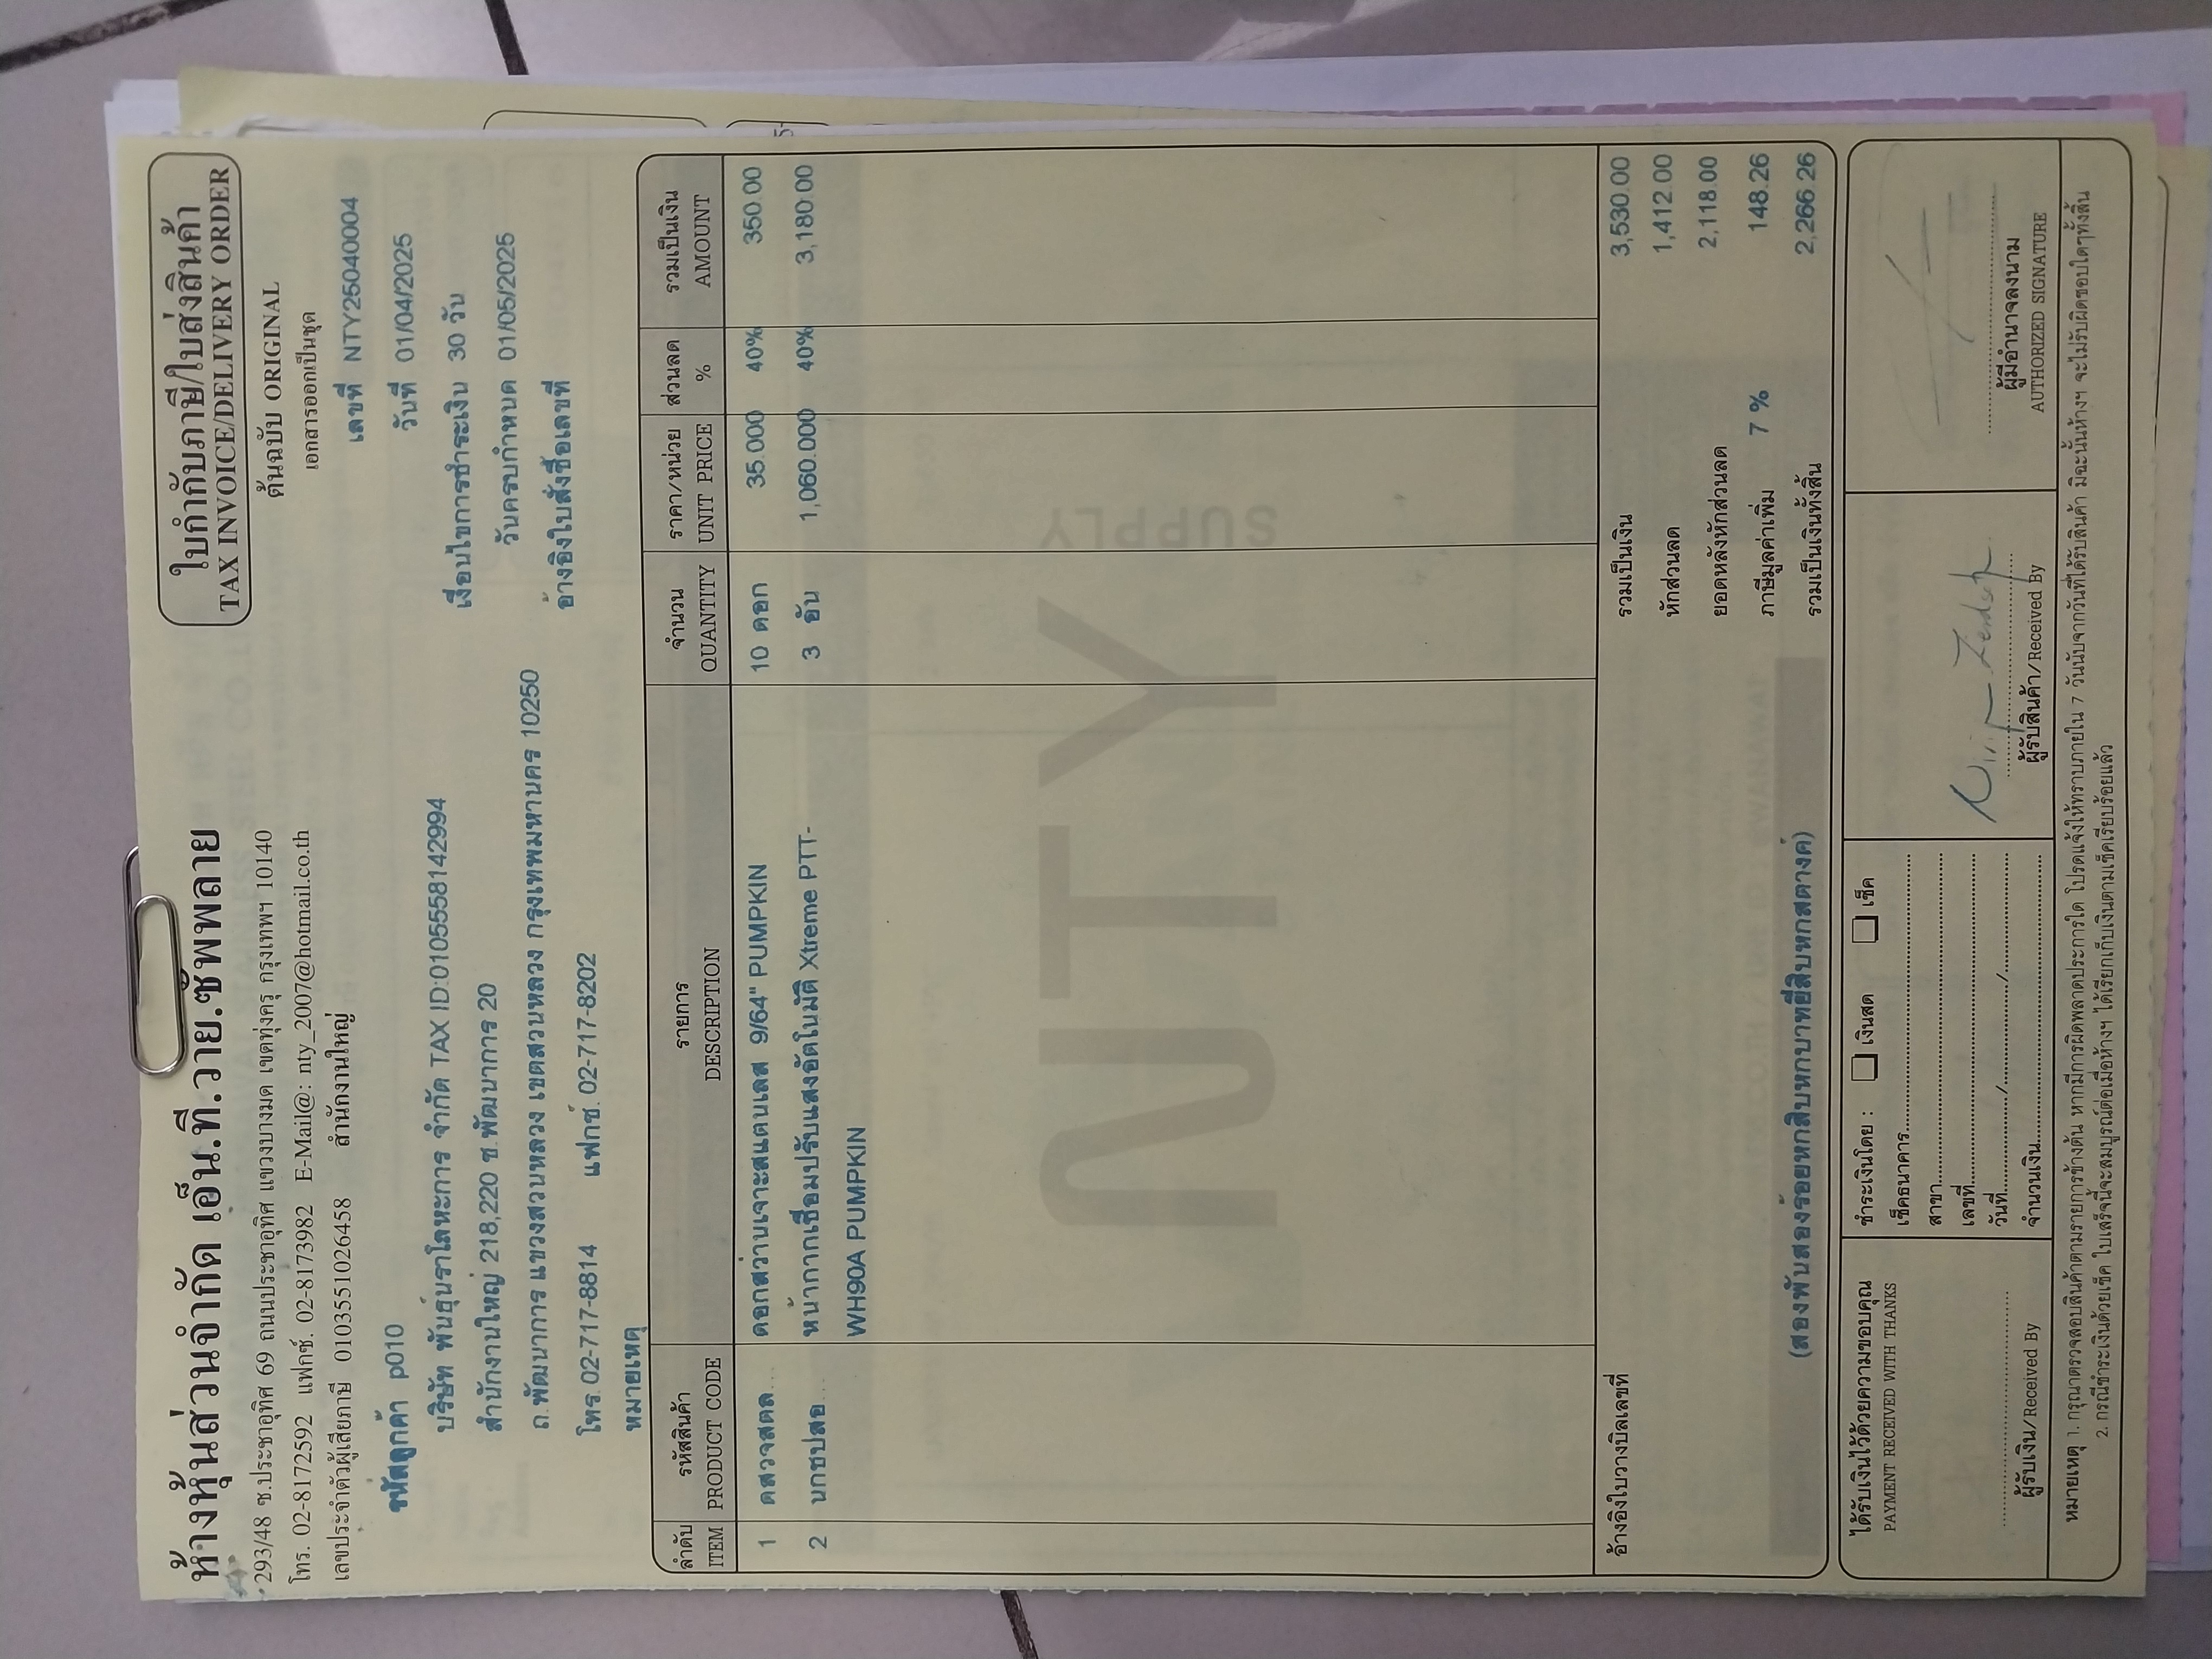 ห้างหุ้นส่วนจำกัด เอ็น.ที.วาย.ซัพพลาย
293/48 ซ.ประชาอุทิศ 69 ถนนประชาอุทิศ แขวงบางมด เขตทุ่งครุ กรุงเทพฯ 10140
โทร. 02-8172592 แฟกซ์. 02-8173982 E-Mail@: nty_2007@hotmail.co.th
เลขประจำตัวผู้เสียภาษี 0103551026458 สำนักงานใหญ่
ใบกำกับภาษี/ใบส่งสินค้า
TAX INVOICE/DELIVERY ORDER
ต้นฉบับ ORIGINAL
เอกสารออกเป็นชุด
รหัสลูกค้า p010
บริษัท พันธุ์นราโลหะการ จำกัด TAX ID:0105558142994
สำนักงานใหญ่ 218,220 ซ.พัฒนาการ 20
ถ.พัฒนาการ แขวงสวนหลวง เขตสวนหลวง กรุงเทพมหานคร 10250
โทร.02-717-8814 แฟกซ์.02-717-8202
หมายเหตุ
เลขที่ NTY25040004
วันที่ 01/04/2025
เงื่อนไขการชำระเงิน 30 วัน
วันครบกำหนด 01/05/2025
อ้างอิงใบสั่งซื้อเลขที่
ลำดับ รหัสสินค้า รายการ จำนวน ราคา/หน่วย ส่วนลด รวมเป็นเงิน
ITEM PRODUCT CODE DESCRIPTION QUANTITY UNIT PRICE % AMOUNT
1 ดสวจสตล... ดอกสว่านเจาะสแตนเลส 9/64" PUMPKIN 10 ดอก 35.000 40% 350.00
2 นกชปสอ... หน้ากากเชื่อมปรับแสงอัตโนมัติ Xtreme PTT- 3 อัน 1,060.000 40% 3,180.00
WH90A PUMPKIN
NTY SUPPLY
อ้างอิงใบวางบิลเลขที่
รวมเป็นเงิน 3,530.00
หักส่วนลด 1,412.00
ยอดหลังหักส่วนลด 2,118.00
ภาษีมูลค่าเพิ่ม 7 % 148.26
(สองพันสองร้อยหกสิบหกบาทยี่สิบหกสตางค์) รวมเป็นเงินทั้งสิ้น 2,266.26
ได้รับเงินไว้ด้วยความขอบคุณ
PAYMENT RECEIVED WITH THANKS
ผู้รับเงิน/Received By
ชำระเงินโดย : เงินสด เช็ค
เช็คธนาคาร
สาขา
เลขที่
วันที่ / /
จำนวนเงิน
ผู้รับสินค้า/Received By
ผู้มีอำนาจลงนาม
AUTHORIZED SIGNATURE
หมายเหตุ 1. กรุณาตรวจสอบสินค้าตามรายการข้างต้น หากมีการผิดพลาดประการใด โปรดแจ้งให้ทราบภายใน 7 วันนับจากวันที่ได้รับสินค้า มิฉะนั้นห้างฯ จะไม่รับผิดชอบใดๆทั้งสิ้น
2. กรณีชำระเงินด้วยเช็ค ใบเสร็จนี้จะสมบูรณ์ต่อเมื่อห้างฯ ได้เรียกเก็บเงินตามเช็คเรียบร้อยแล้ว